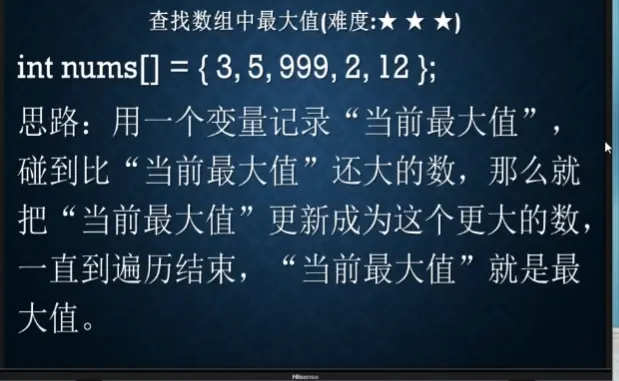 查找数组中最大值(难度:★ ★ ★)
int nums[] = { 3, 5, 999, 2, 12 };
思路：用一个变量记录“当前最大值”，
碰到比“当前最大值”还大的数，那么就
把“当前最大值”更新成为这个更大的数，
一直到遍历结束，“当前最大值”就是最
大值。
Hisense